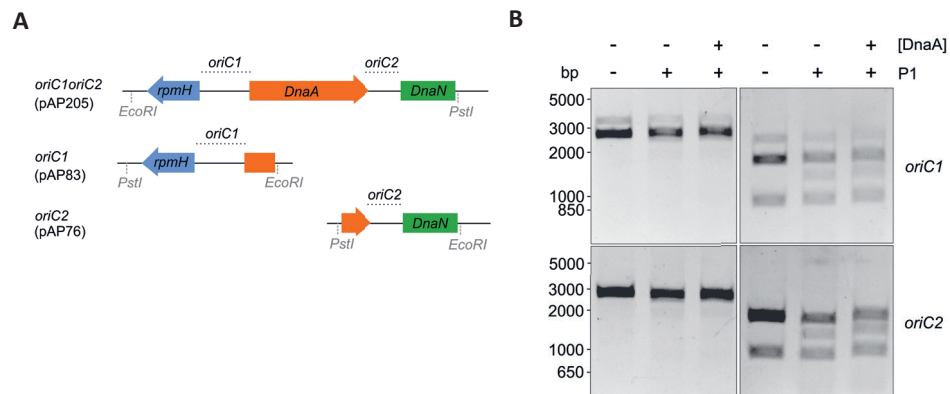 A
oriC1
oriC2
oriC1oriC2
(pAP205)
rpmH
DnaA
DnaN
EcoRI
PstI
oriC1
oriC1
(pAP83)
rpmH
PstI
EcoRI
oriC2
oriC2
(pAP76)
DnaN
PstI
EcoRI
B
- - + - - + [DnaA]
bp - + + - + + P1
5000
3000
2000
1000
850
oriC1
5000
3000
2000
1000
650
oriC2